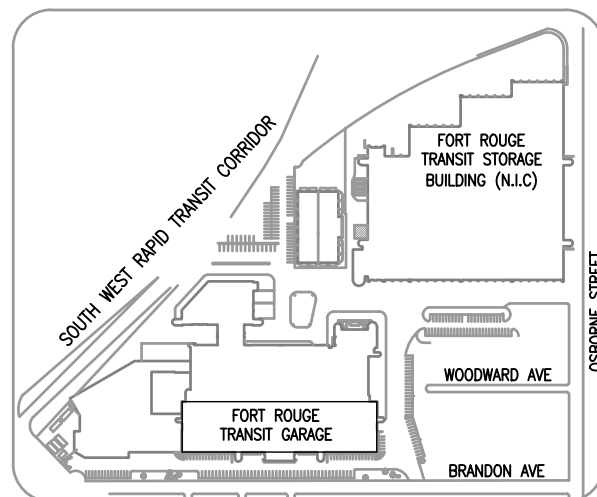 FORT ROUGE
TRANSIT STORAGE
BUILDING (N.I.C)
SOUTH WEST RAPID TRANSIT CORRIDOR
OSBORNE STREET
WOODWARD AVE
FORT ROUGE
TRANSIT GARAGE
BRANDON AVE